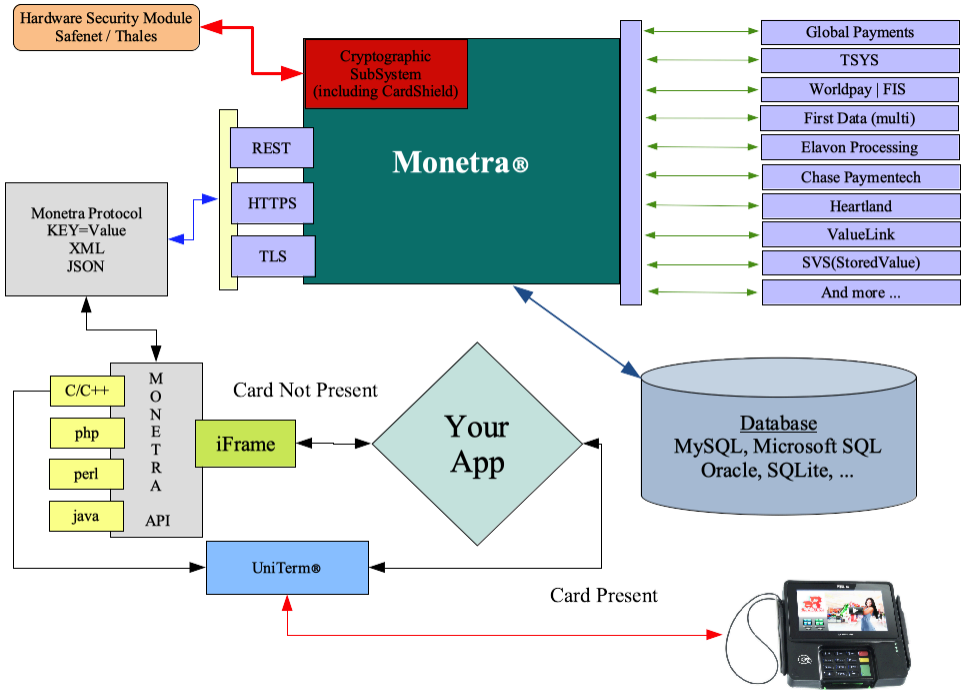 Hardware Security Module
Safenet / Thales
Cryptographic
SubSystem
(including CardShield)
Monetra®
REST
HTTPS
TLS
Global Payments
TSYS
Worldpay | FIS
First Data (multi)
Elavon Processing
Chase Paymentech
Heartland
ValueLink
SVS(StoredValue)
And more ...
Monetra Protocol
KEY=Value
XML
JSON
C/C++
php
perl
java
M
O
N
E
T
R
A
API
iFrame
Card Not Present
Your
App
Database
MySQL, Microsoft SQL
Oracle, SQLite, ...
UniTerm®
Card Present